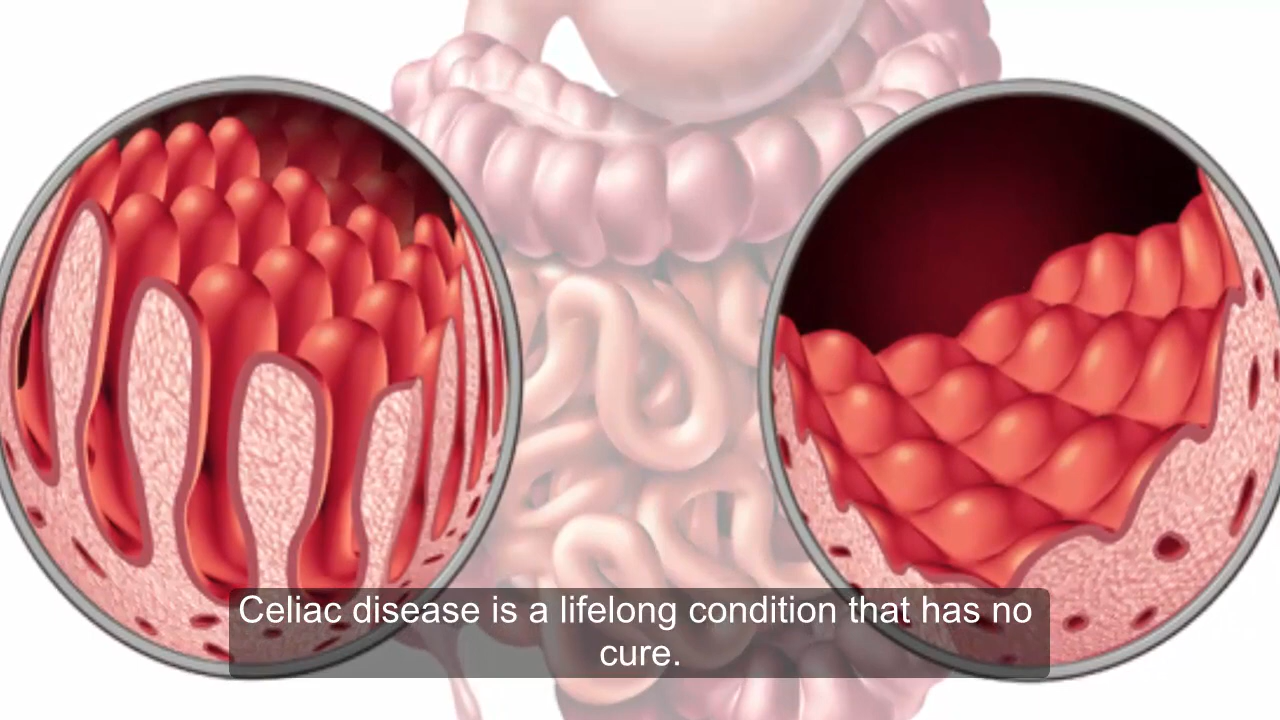 Celiac disease is a lifelong condition that has no
cure.